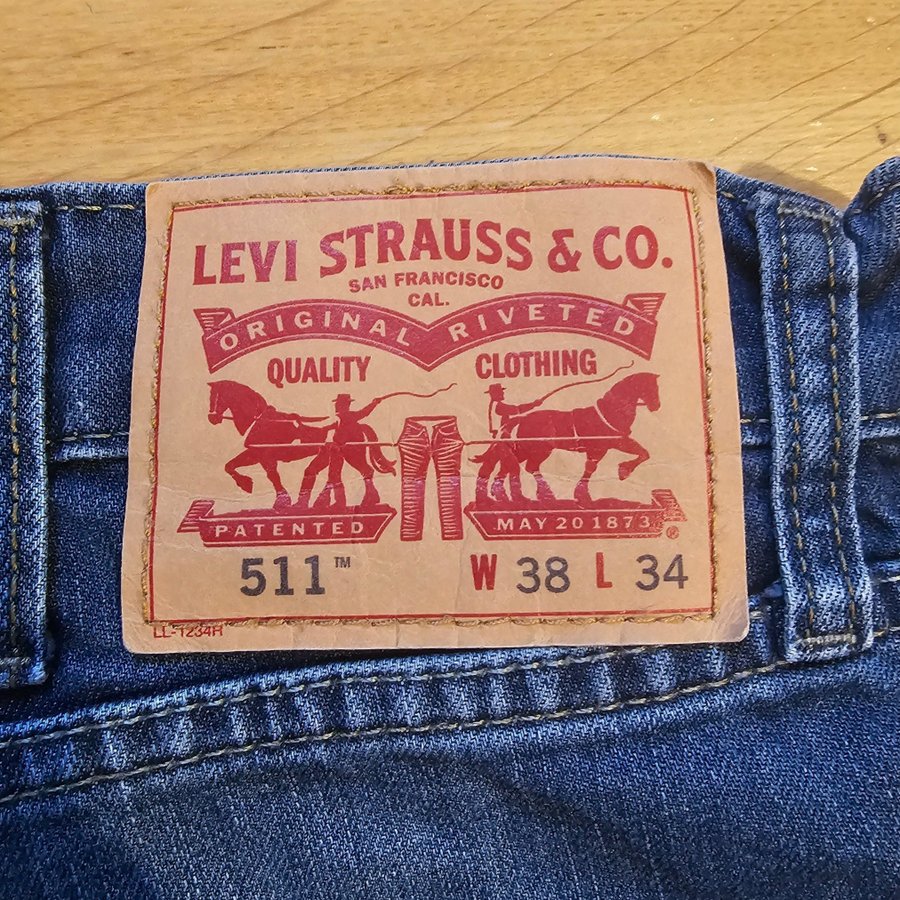 LEVI STRAUSS & CO.
SAN FRANCISCO
CAL.
ORIGINAL RIVETED
QUALITY CLOTHING
PATENTED MAY 20 1873 ®
511™ W 38 L 34
LL-1234H